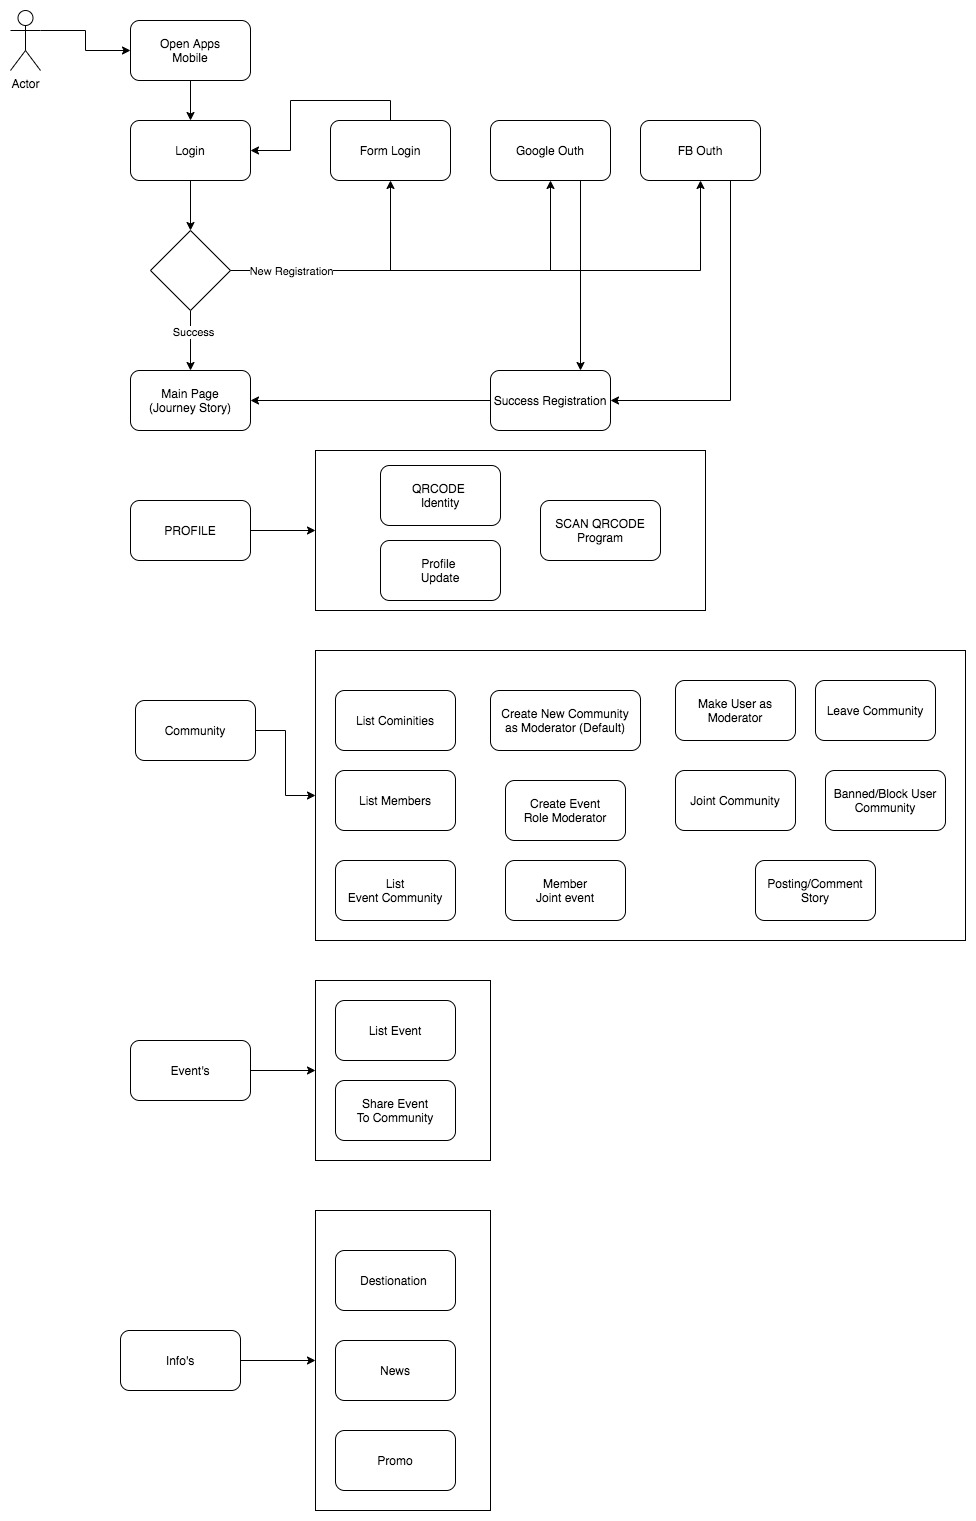 Actor
Open Apps
Mobile
Login
Form Login
Google Outh
FB Outh
New Registration
Success
Main Page
(Journey Story)
Success Registration
PROFILE
QRCODE
Identity
Profile
Update
SCAN QRCODE
Program
Community
List Cominities
Create New Community
as Moderator (Default)
Make User as
Moderator
Leave Community
List Members
Create Event
Role Moderator
Joint Community
Banned/Block User
Community
List
Event Community
Member
Joint event
Posting/Comment
Story
Event's
List Event
Share Event
To Community
Info's
Destionation
News
Promo